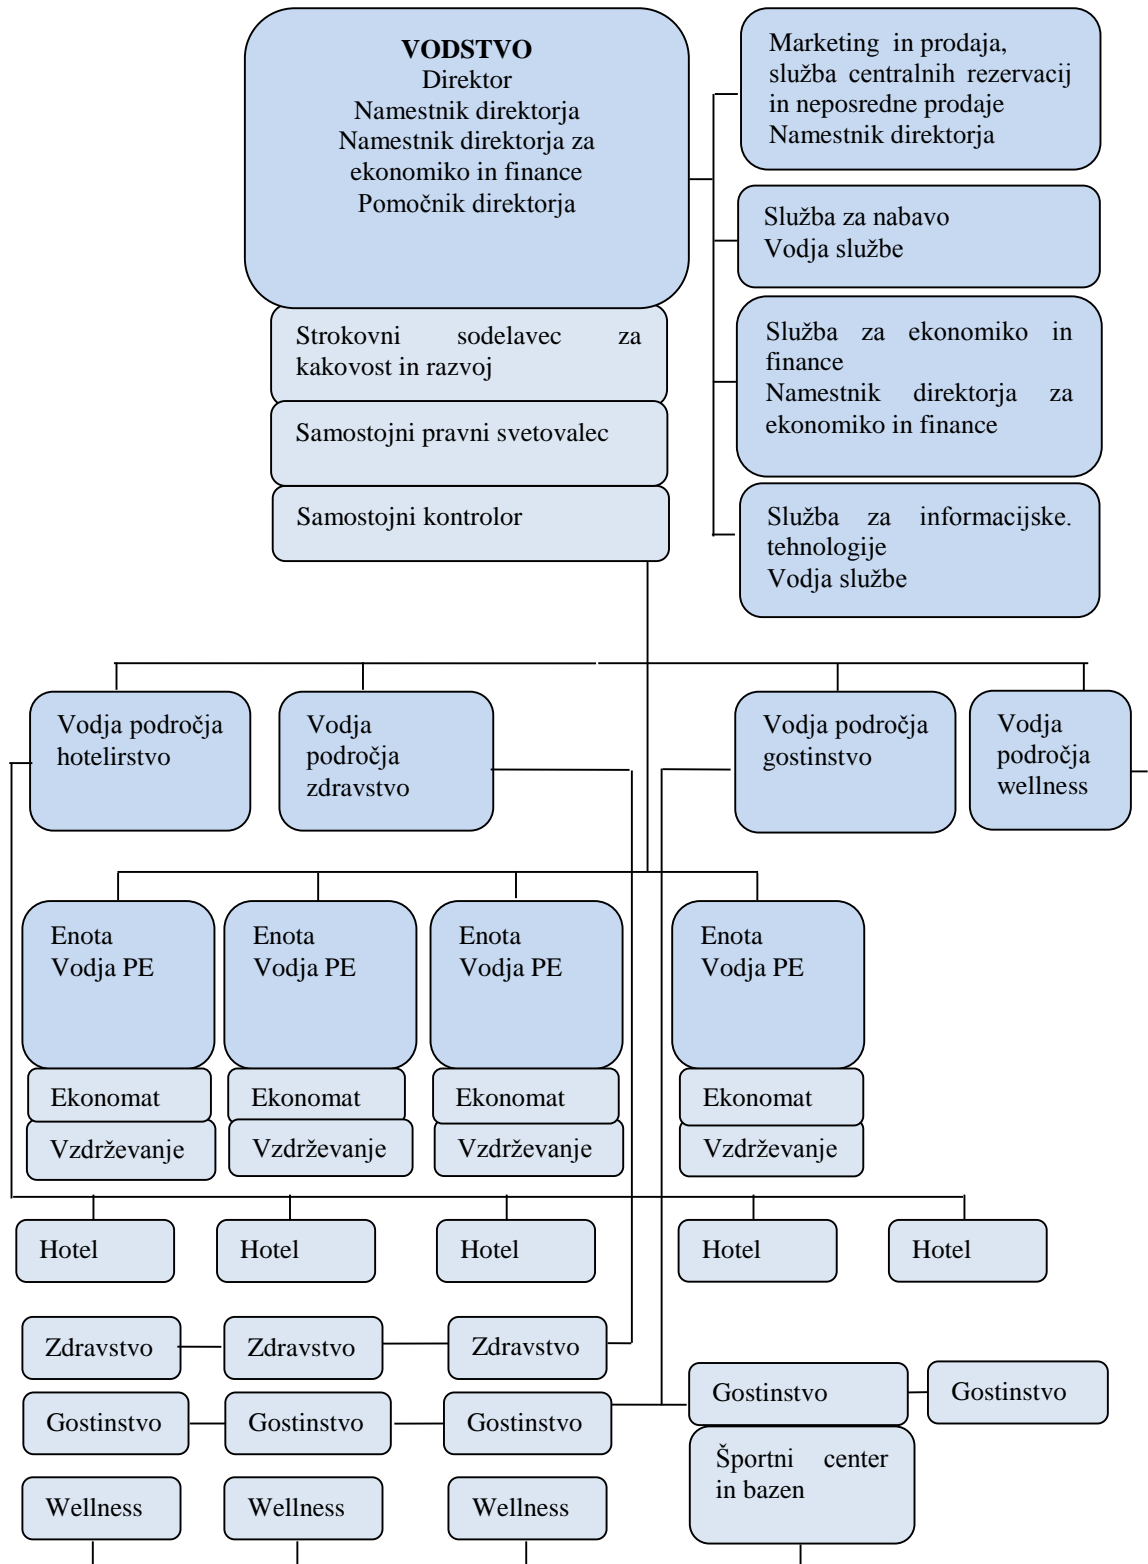 VODSTVO
Direktor
Namestnik direktorja
Namestnik direktorja za
ekonomiko in finance
Pomočnik direktorja
Marketing in prodaja,
služba centralnih rezervacij
in neposredne prodaje
Namestnik direktorja
Služba za nabavo
Vodja službe
Služba za ekonomiko in
finance
Namestnik direktorja za
ekonomiko in finance
Služba za informacijske.
tehnologije
Vodja službe
Strokovni sodelavec za
kakovost in razvoj
Samostojni pravni svetovalec
Samostojni kontrolor
Vodja področja
hotelirstvo
Vodja
področja
zdravstvo
Vodja področja
gostinstvo
Vodja
področja
wellness
Enota
Vodja PE
Enota
Vodja PE
Enota
Vodja PE
Enota
Vodja PE
Ekonomat
Ekonomat
Ekonomat
Ekonomat
Vzdrževanje
Vzdrževanje
Vzdrževanje
Vzdrževanje
Hotel
Hotel
Hotel
Hotel
Hotel
Zdravstvo
Zdravstvo
Zdravstvo
Gostinstvo
Gostinstvo
Gostinstvo
Gostinstvo
Gostinstvo
Športni center
in bazen
Wellness
Wellness
Wellness